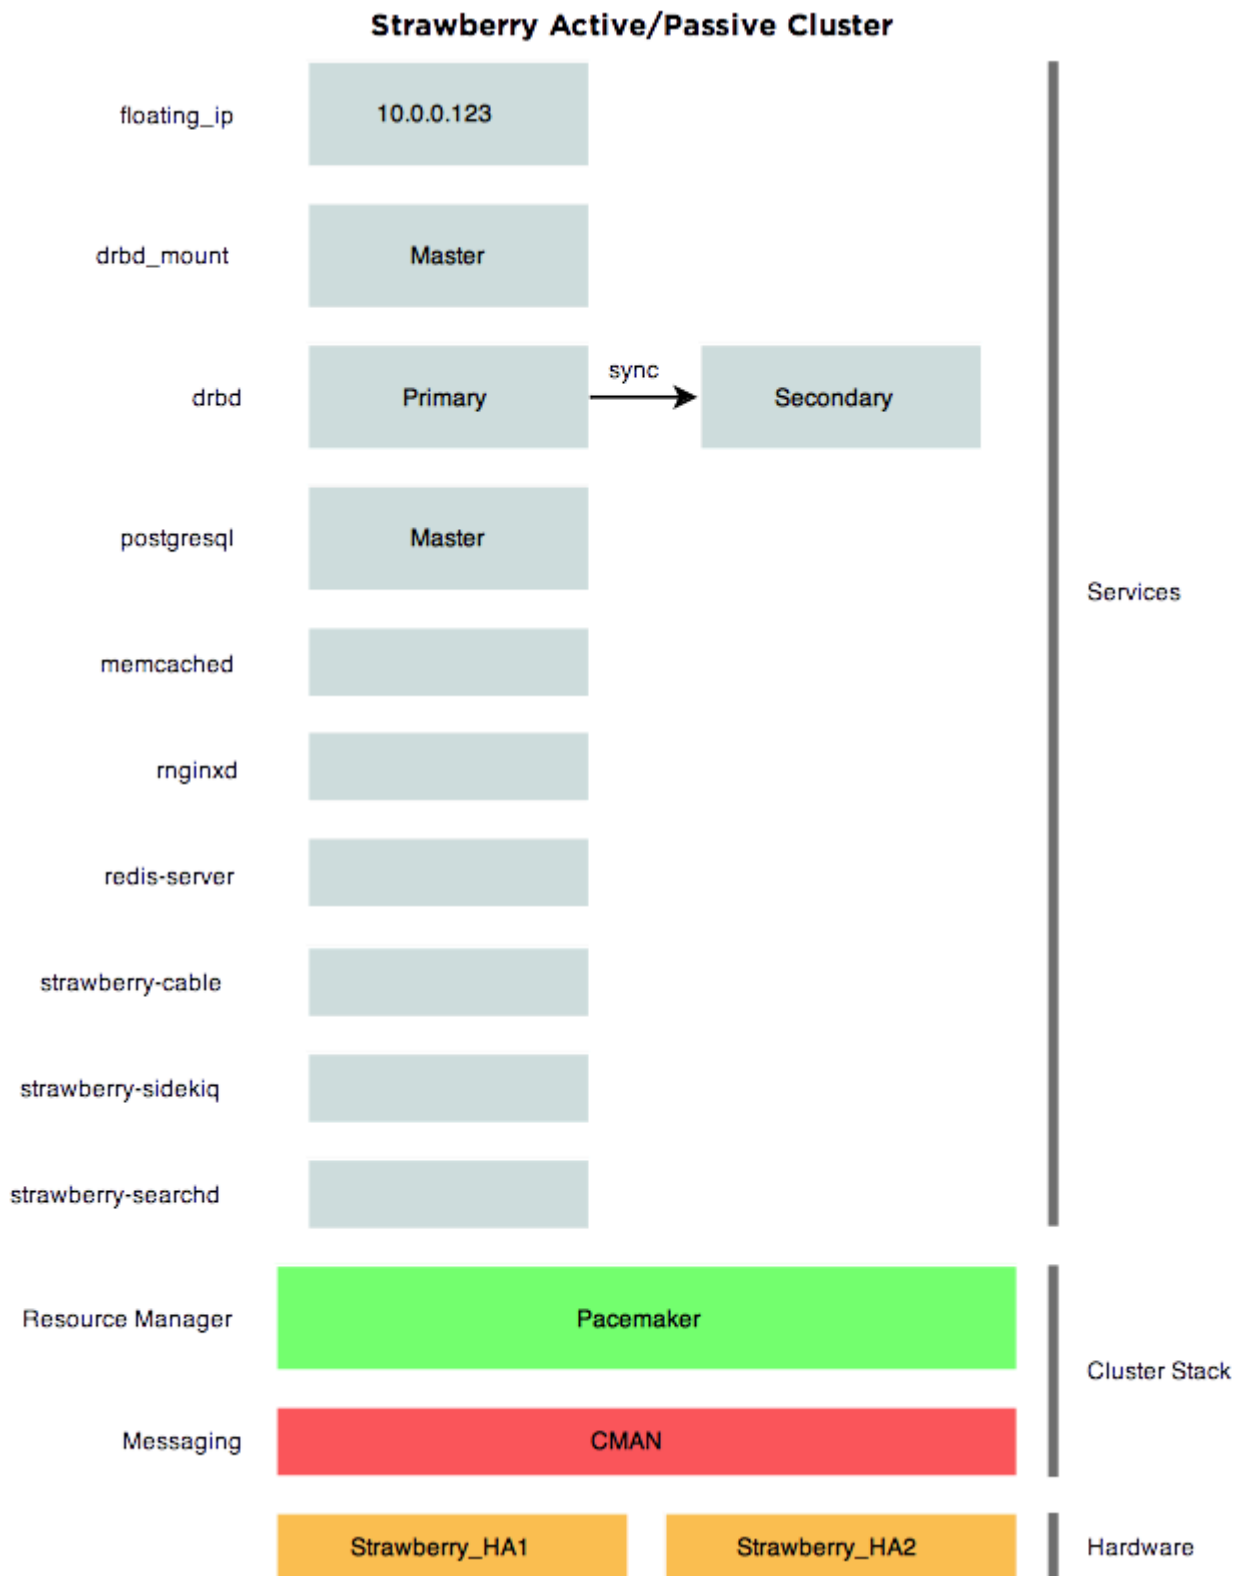 Strawberry Active/Passive Cluster
floating_ip
10.0.0.123
drbd_mount
Master
drbd
Primary
sync
Secondary
postgresql
Master
Services
memcached
rnginxd
redis-server
strawberry-cable
strawberry-sidekiq
strawberry-searchd
Resource Manager
Pacemaker
Cluster Stack
Messaging
CMAN
Strawberry_HA1
Strawberry_HA2
Hardware